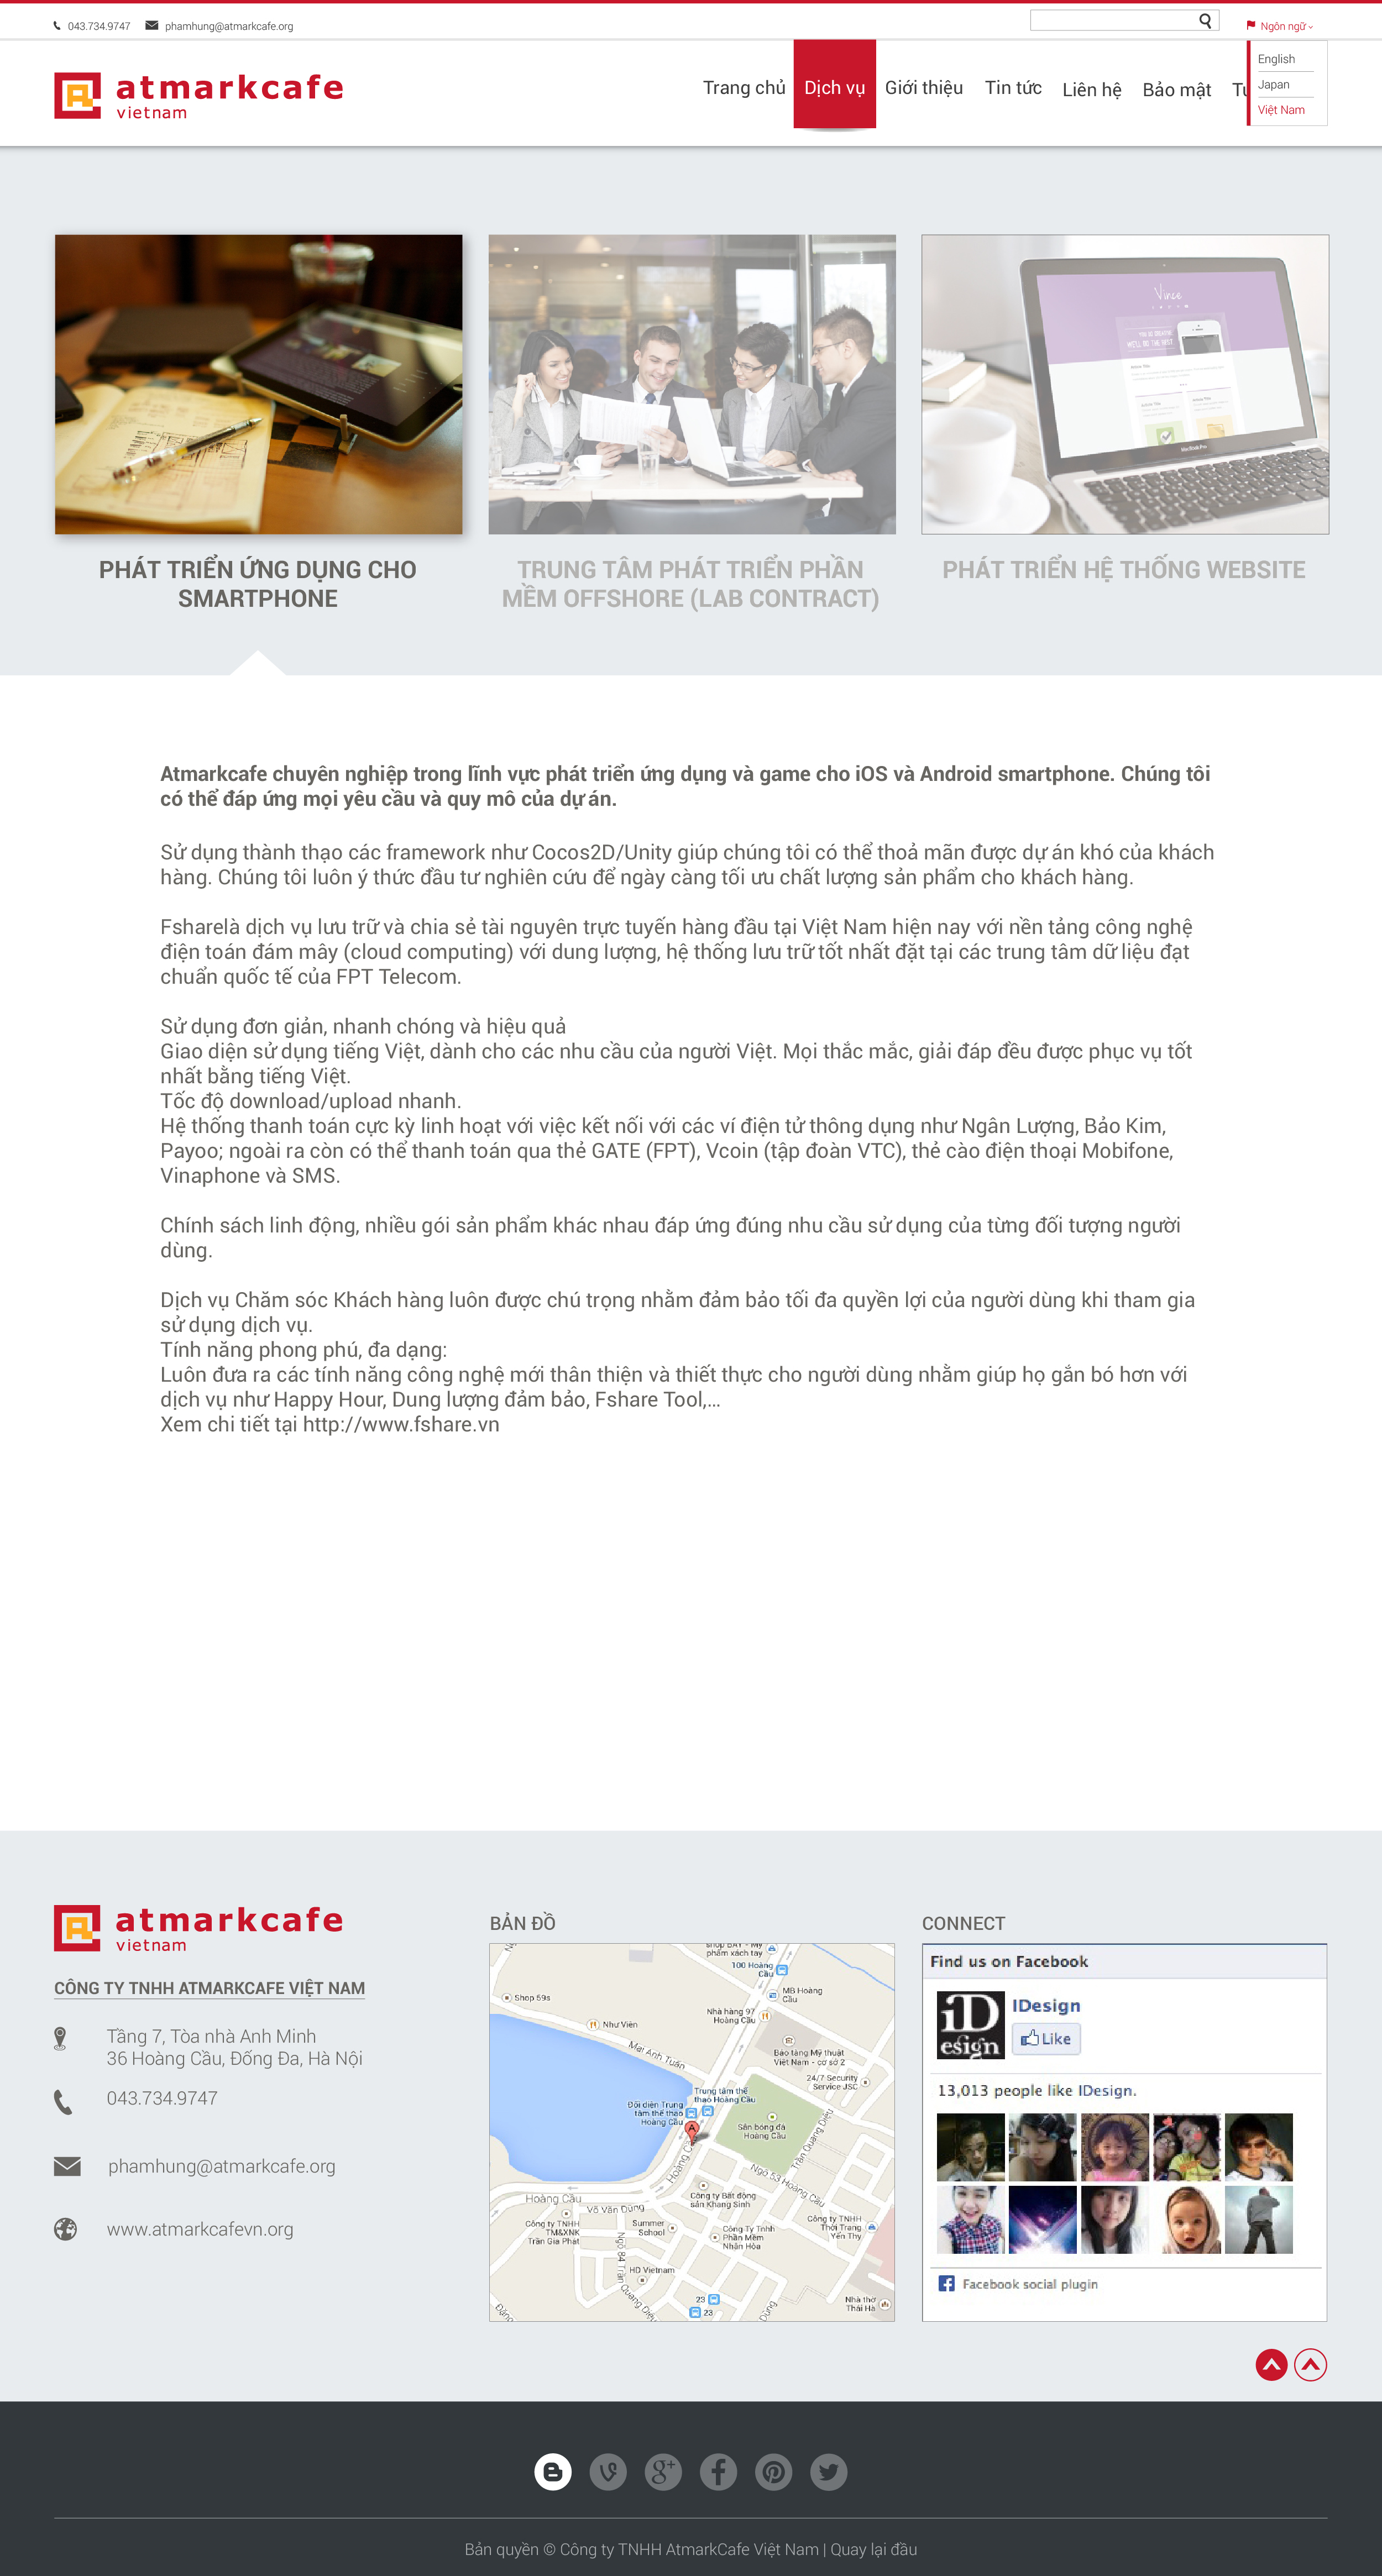 043.734.9747 phamhung@atmarkcafe.org
Ngôn ngữ
English
Japan
Việt Nam
atmarkcafe
vietnam
Trang chủ Dịch vụ Giới thiệu Tin tức Liên hệ Bảo mật
PHÁT TRIỂN ỨNG DỤNG CHO
SMARTPHONE
TRUNG TÂM PHÁT TRIỂN PHẦN
MỀM OFFSHORE (LAB CONTRACT)
Vince
MacBook Pro
PHÁT TRIỂN HỆ THỐNG WEBSITE
Atmarkcafe chuyên nghiệp trong lĩnh vực phát triển ứng dụng và game cho iOS và Android smartphone. Chúng tôi
có thể đáp ứng mọi yêu cầu và quy mô của dự án.
Sử dụng thành thạo các framework như Cocos2D/Unity giúp chúng tôi có thể thoả mãn được dự án khó của khách
hàng. Chúng tôi luôn ý thức đầu tư nghiên cứu để ngày càng tối ưu chất lượng sản phẩm cho khách hàng.
Fsharelà dịch vụ lưu trữ và chia sẻ tài nguyên trực tuyến hàng đầu tại Việt Nam hiện nay với nền tảng công nghệ
điện toán đám mây (cloud computing) với dung lượng, hệ thống lưu trữ tốt nhất đặt tại các trung tâm dữ liệu đạt
chuẩn quốc tế của FPT Telecom.
Sử dụng đơn giản, nhanh chóng và hiệu quả
Giao diện sử dụng tiếng Việt, dành cho các nhu cầu của người Việt. Mọi thắc mắc, giải đáp đều được phục vụ tốt
nhất bằng tiếng Việt.
Tốc độ download/upload nhanh.
Hệ thống thanh toán cực kỳ linh hoạt với việc kết nối với các ví điện tử thông dụng như Ngân Lượng, Bảo Kim,
Payoo; ngoài ra còn có thể thanh toán qua thẻ GATE (FPT), Vcoin (tập đoàn VTC), thẻ cào điện thoại Mobifone,
Vinaphone và SMS.
Chính sách linh động, nhiều gói sản phẩm khác nhau đáp ứng đúng nhu cầu sử dụng của từng đối tượng người
dùng.
Dịch vụ Chăm sóc Khách hàng luôn được chú trọng nhằm đảm bảo tối đa quyền lợi của người dùng khi tham gia
sử dụng dịch vụ.
Tính năng phong phú, đa dạng:
Luôn đưa ra các tính năng công nghệ mới thân thiện và thiết thực cho người dùng nhằm giúp họ gắn bó hơn với
dịch vụ như Happy Hour, Dung lượng đảm bảo, Fshare Tool,...
Xem chi tiết tại http://www.fshare.vn
atmarkcafe
vietnam
CÔNG TY TNHH ATMARKCAFE VIỆT NAM
Tầng 7, Tòa nhà Anh Minh
36 Hoàng Cầu, Đống Đa, Hà Nội
043.734.9747
phamhung@atmarkcafe.org
www.atmarkcafevn.org
BẢN ĐỒ
phẩm xách tay
100 Hoàng
Cầu
Shop 69s
MB Hoàng
Cầu
Nhà hàng 97
Hoàng Cầu
Như Viên
Mai Anh Tuấn
Bảo tàng Mỹ thuật
Việt Nam - cơ sở 2
24/7 Security
Service JSC
Trung tâm thể
thao Hoàng Cầu
Đối diện Trung
tâm thể thao
Hoàng Cầu
A
Sân bóng đá
Hoàng Cầu
Trần Quang Diệu
Ngõ 53 Hoàng Cầu
Hoàng Cầu
Võ Văn Dũng
Công ty Bất động
sản Khang Sinh
Công ty TNHH
TM&XNK
Trần Gia Phát
Summer
School
Công Ty Tnhh
Phần Mềm
Nhân Hòa
Công ty TNHH
Thời Trang
Yến Thy
HD Vietnam
23
23
Nhà thờ
Thái Hà
CONNECT
Find us on Facebook
iD
esign
IDesign
Like
13,013 people like IDesign.
Facebook social plugin
Bản quyền © Công ty TNHH AtmarkCafe Việt Nam | Quay lại đầu